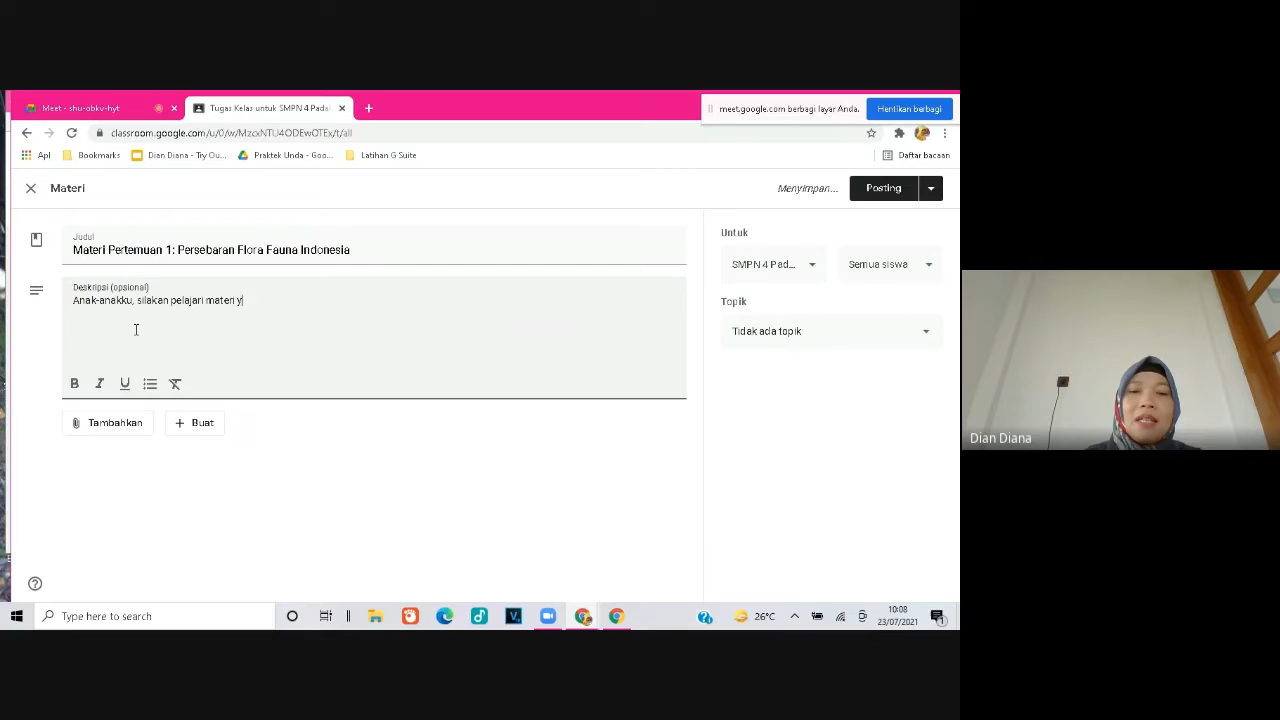 Meet - shu-obkv-hyt
Tugas Kelas untuk SMPN 4 Pada
meet.google.com berbagi layar Anda.
Hentikan berbagi
classroom.google.com/u/0/w/MzcxNTU4ODEwOTEx/t/all
Apl
Bookmarks
Dian Diana - Try Ou...
Praktek Unda - Goo...
Latihan G Suite
Daftar bacaan
Materi
Menyimpan...
Posting
Judul
Materi Pertemuan 1: Persebaran Flora Fauna Indonesia
Deskripsi (opsional)
Anak-anakku, silakan pelajari materi y
B I U
Tambahkan
+ Buat
Untuk
SMPN 4 Pad...
Semua siswa
Topik
Tidak ada topik
Dian Diana
Type here to search
26°C
10:08
23/07/2021
1